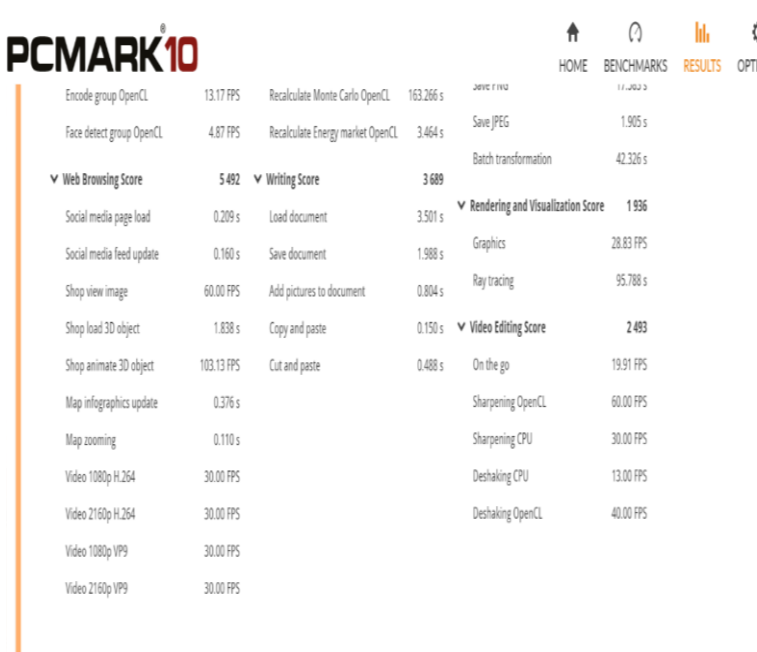 PCMARK®10
HOME BENCHMARKS RESULTS
Encode group OpenCL 13.17 FPS
Face detect group OpenCL 4.87 FPS
Web Browsing Score 5 492
Social media page load 0.209 s
Social media feed update 0.160 s
Shop view image 60.00 FPS
Shop load 3D object 1.838 s
Shop animate 3D object 103.13 FPS
Map infographics update 0.376 s
Map zooming 0.110 s
Video 1080p H.264 30.00 FPS
Video 2160p H.264 30.00 FPS
Video 1080p VP9 30.00 FPS
Video 2160p VP9 30.00 FPS
Recalculate Monte Carlo OpenCL 163.266 s
Recalculate Energy market OpenCL 3.464 s
Writing Score 3 689
Load document 3.501 s
Save document 1.988 s
Add pictures to document 0.804 s
Copy and paste 0.150 s
Cut and paste 0.488 s
Save PNG
Save JPEG 1.905 s
Batch transformation 42.326 s
Rendering and Visualization Score 1 936
Graphics 28.83 FPS
Ray tracing 95.788 s
Video Editing Score 2 493
On the go 19.91 FPS
Sharpening OpenCL 60.00 FPS
Sharpening CPU 30.00 FPS
Deshaking CPU 13.00 FPS
Deshaking OpenCL 40.00 FPS